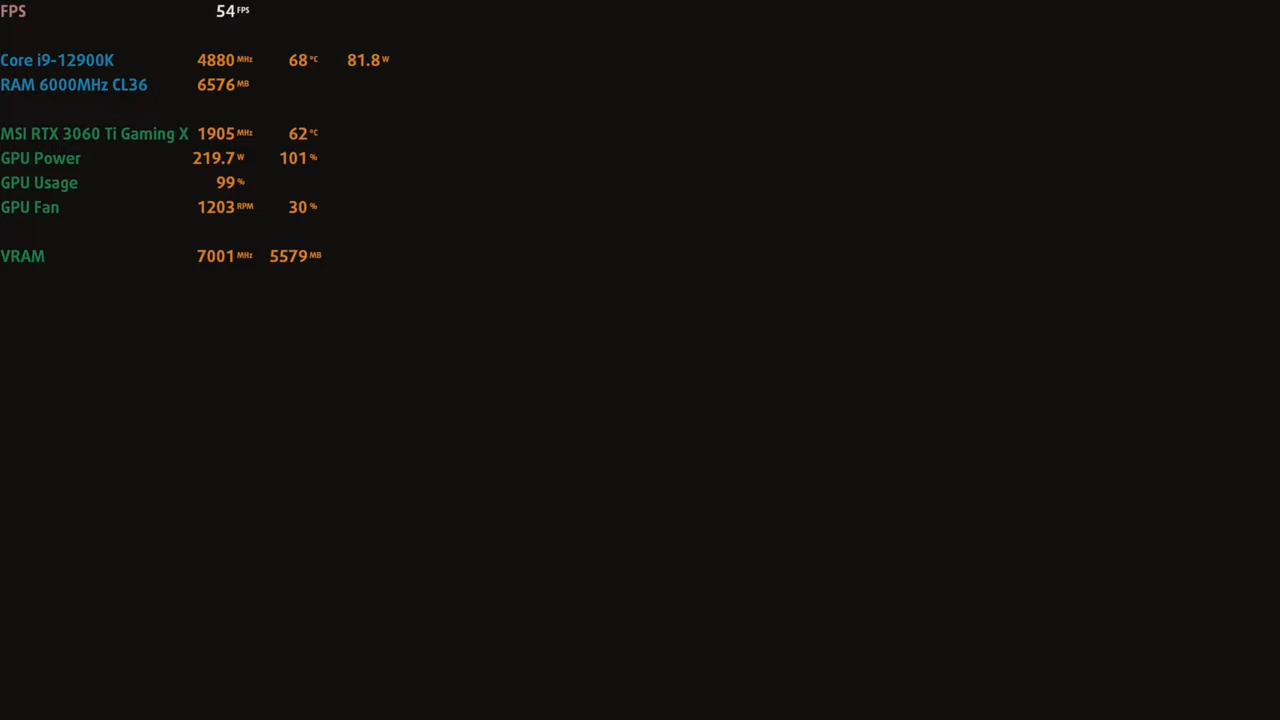 FPS 54 FPS
Core i9-12900K 4880 MHz 68 °C 81.8 W
RAM 6000MHz CL36 6576 MB
MSI RTX 3060 Ti Gaming X 1905 MHz 62 °C
GPU Power 219.7 W 101 %
GPU Usage 99 %
GPU Fan 1203 RPM 30 %
VRAM 7001 MHz 5579 MB